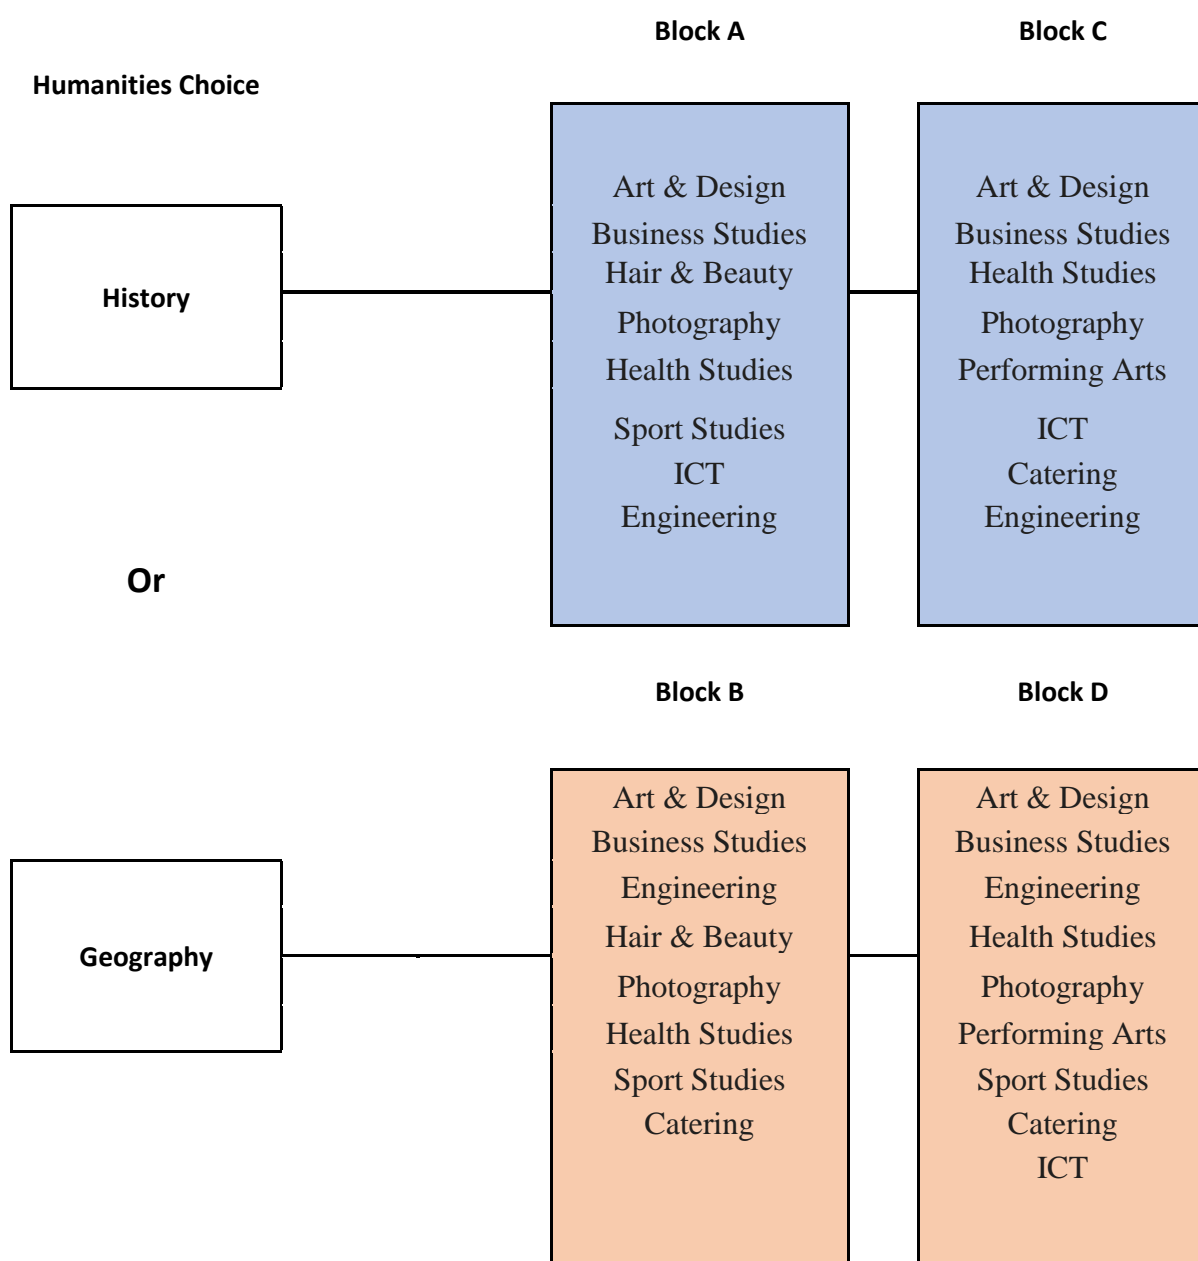 Block A
Block C
Humanities Choice
History
Art & Design
Business Studies
Hair & Beauty
Photography
Health Studies
Sport Studies
ICT
Engineering
Art & Design
Business Studies
Health Studies
Photography
Performing Arts
ICT
Catering
Engineering
Or
Block B
Block D
Geography
Art & Design
Business Studies
Engineering
Hair & Beauty
Photography
Health Studies
Sport Studies
Catering
Art & Design
Business Studies
Engineering
Health Studies
Photography
Performing Arts
Sport Studies
Catering
ICT